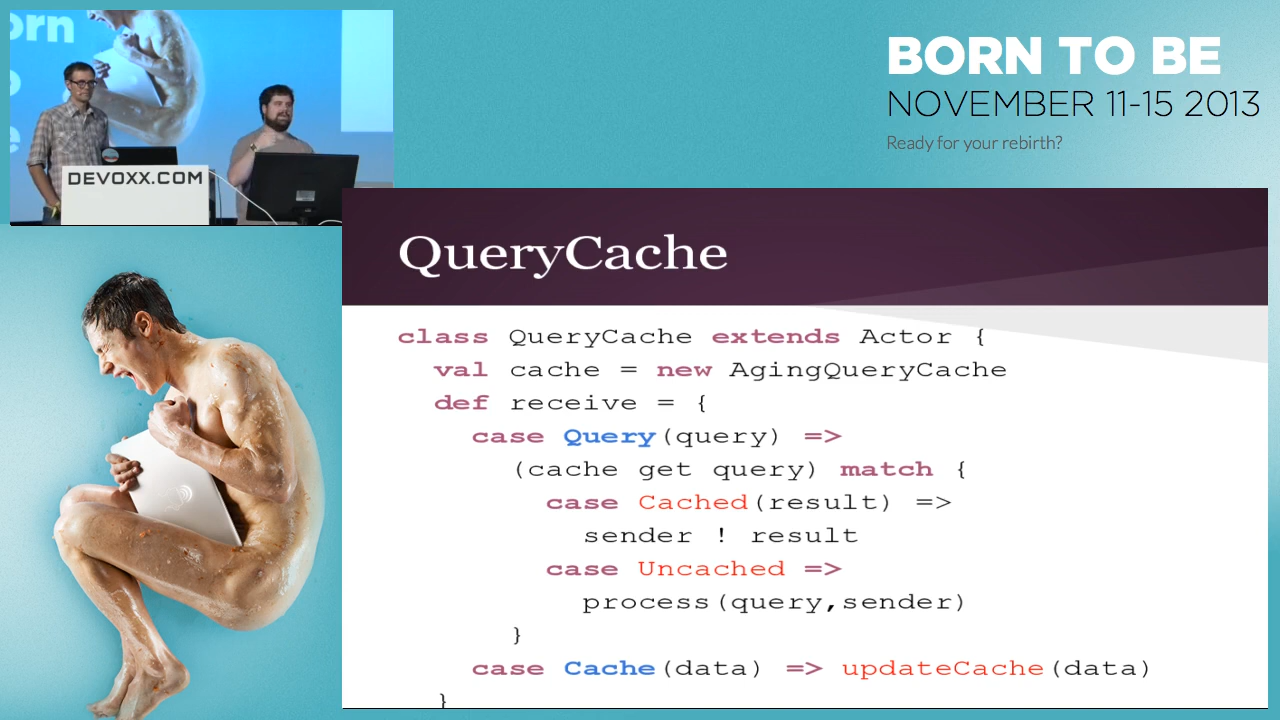 orn
DEVOXX.COM
BORN TO BE
NOVEMBER 11-15 2013
Ready for your rebirth?
QueryCache
class QueryCache extends Actor {
val cache = new AgingQueryCache
def receive = {
case Query(query) =>
(cache get query) match {
case Cached(result) =>
sender ! result
case Uncached =>
process(query,sender)
}
case Cache(data) => updateCache(data)
}